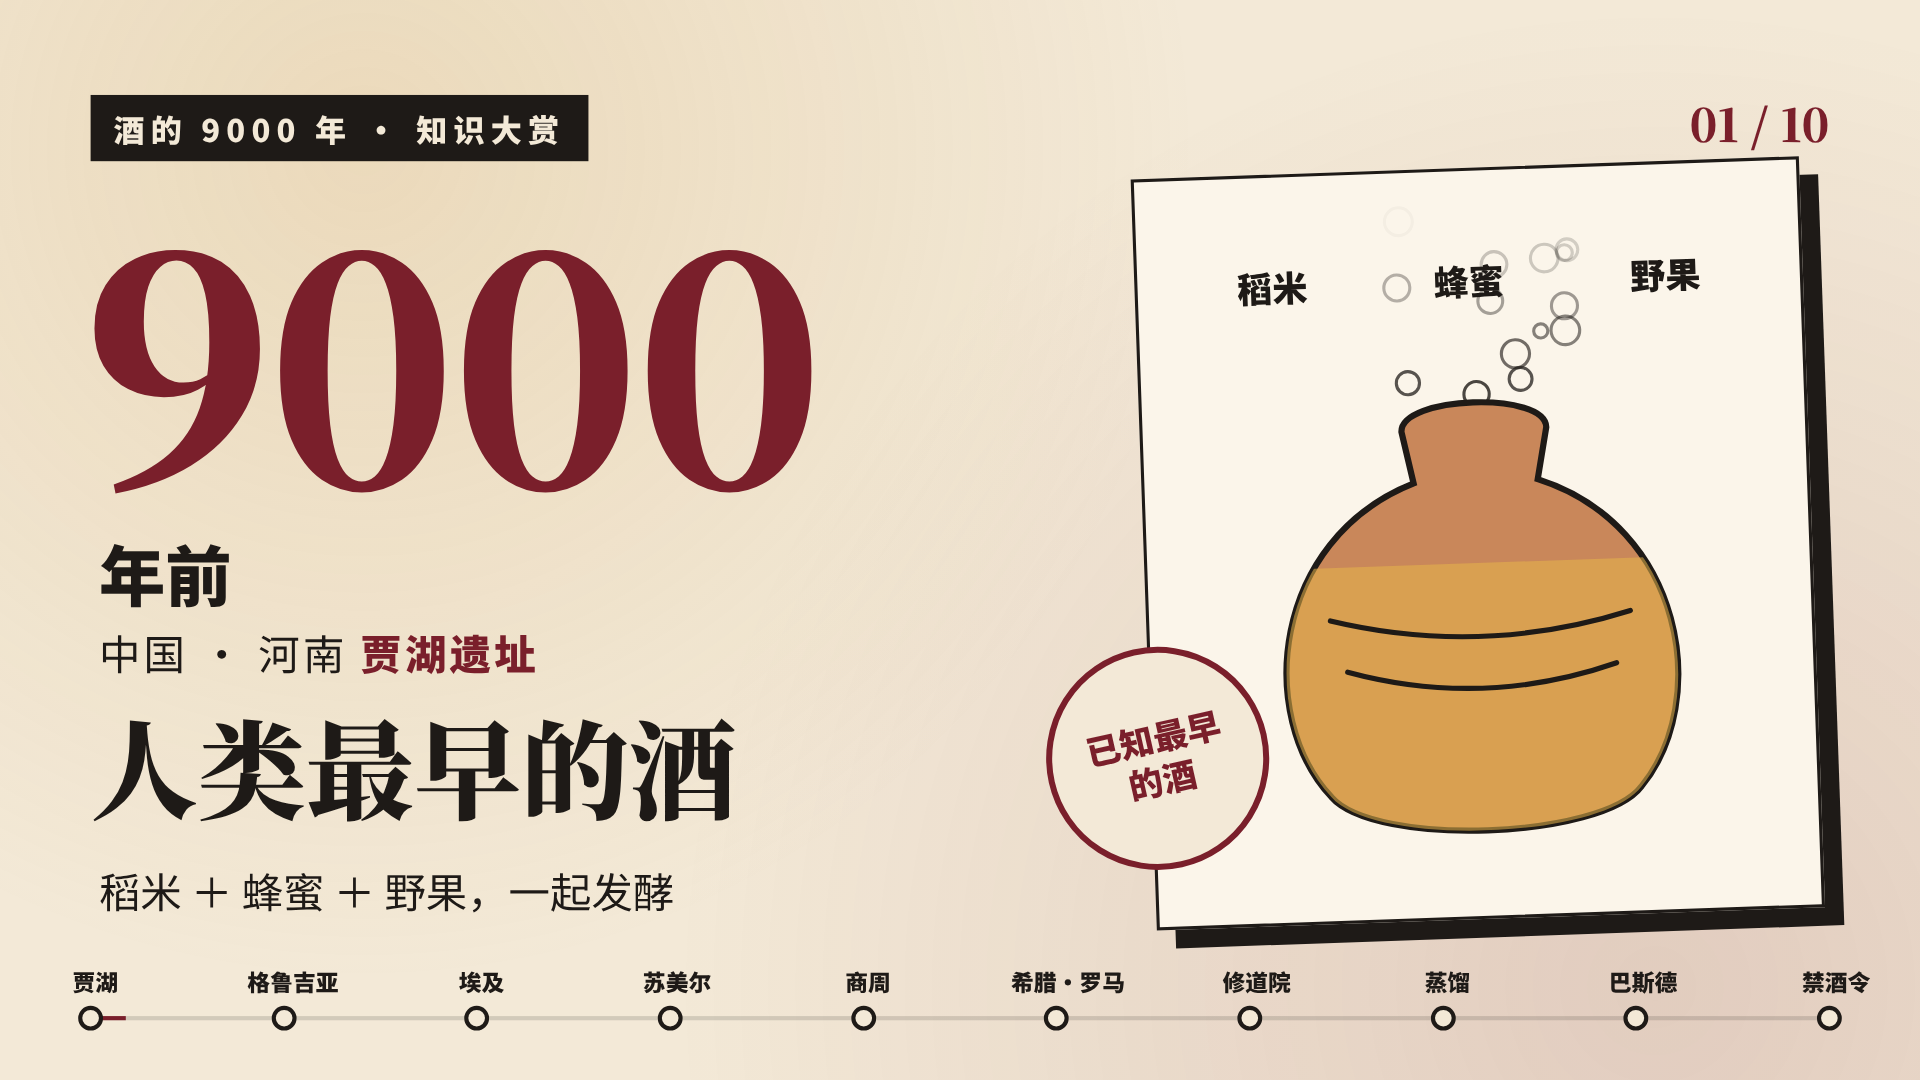 酒的 9000 年 · 知识大赏
01 / 10
9000
年前
中国 · 河南 贾湖遗址
人类最早的酒
稻米 + 蜂蜜 + 野果，一起发酵
稻米 蜂蜜 野果
已知最早
的酒
贾湖 格鲁吉亚 埃及 苏美尔 商周 希腊·罗马 修道院 蒸馏 巴斯德 禁酒令